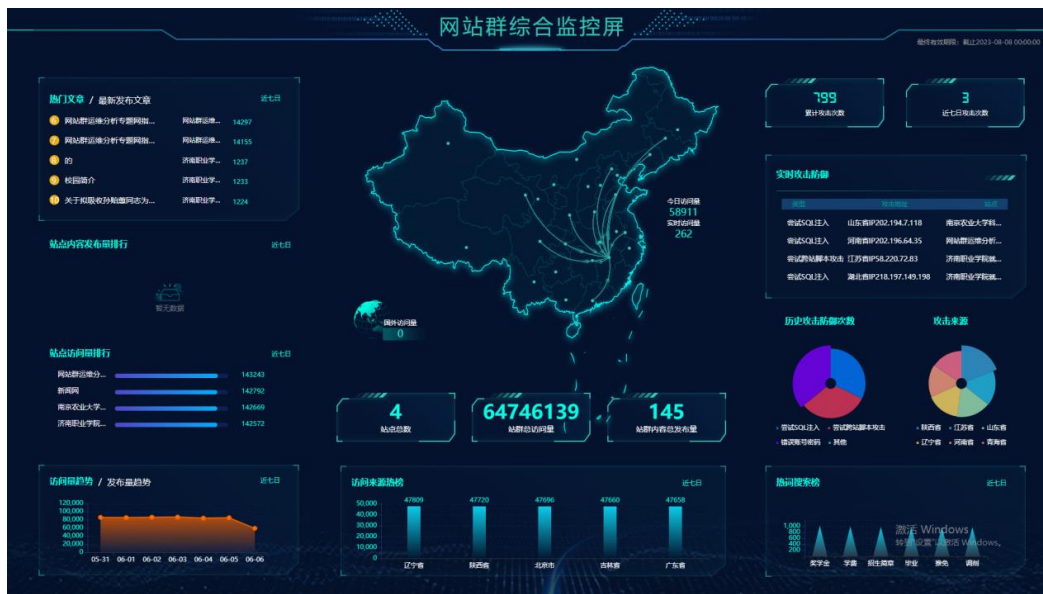 网站群综合监控屏
最终有效期限：截止2023-08-08 00:00:00
热门文章 / 最新发布文章 近七日
6 网站群运维分析专题网指... 网站群运维... 14297
7 网站群运维分析专题网指... 网站群运维... 14155
8 的 济南职业学... 1237
9 校园简介 济南职业学... 1233
10 关于拟吸收孙贻雪同志为... 济南职业学... 1224
站点内容发布量排行 近七日
暂无数据
站点访问量排行 近七日
网站群运维分... 143243
新闻网 142792
南京农业大学... 142669
济南职业学院... 142572
访问量趋势 / 发布量趋势 近七日
120,000
100,000
80,000
60,000
40,000
20,000
0
05-31 06-01 06-02 06-03 06-04 06-05 06-06
今日访问量
58911
实时访问量
262
国外访问量
0
4
站点总数
64746139
站群总访问量
145
站群内容总发布量
访问来源热榜 近七日
47809 47720 47696 47660 47658
50,000
40,000
30,000
20,000
10,000
0
辽宁省 陕西省 北京市 吉林省 广东省
799
累计攻击次数
3
近七日攻击次数
实时攻击防御
类型 攻击地址 站点
尝试SQL注入 山东省IP202.194.7.118 南京农业大学科...
尝试SQL注入 河南省IP202.196.64.35 网站群运维分析...
尝试跨站脚本攻击 江苏省IP58.220.72.83 济南职业学院就...
尝试SQL注入 湖北省IP218.197.149.198 济南职业学院就...
历史攻击防御次数
尝试SQL注入 尝试跨站脚本攻击
错误账号密码 其他
攻击来源
陕西省 江苏省 山东省
辽宁省 河南省 青海省
热词搜索榜 近七日
1,000
800
600
400
200
奖学金 学费 招生简章 毕业 推免 调剂
激活 Windows
转到"设置"以激活 Windows。